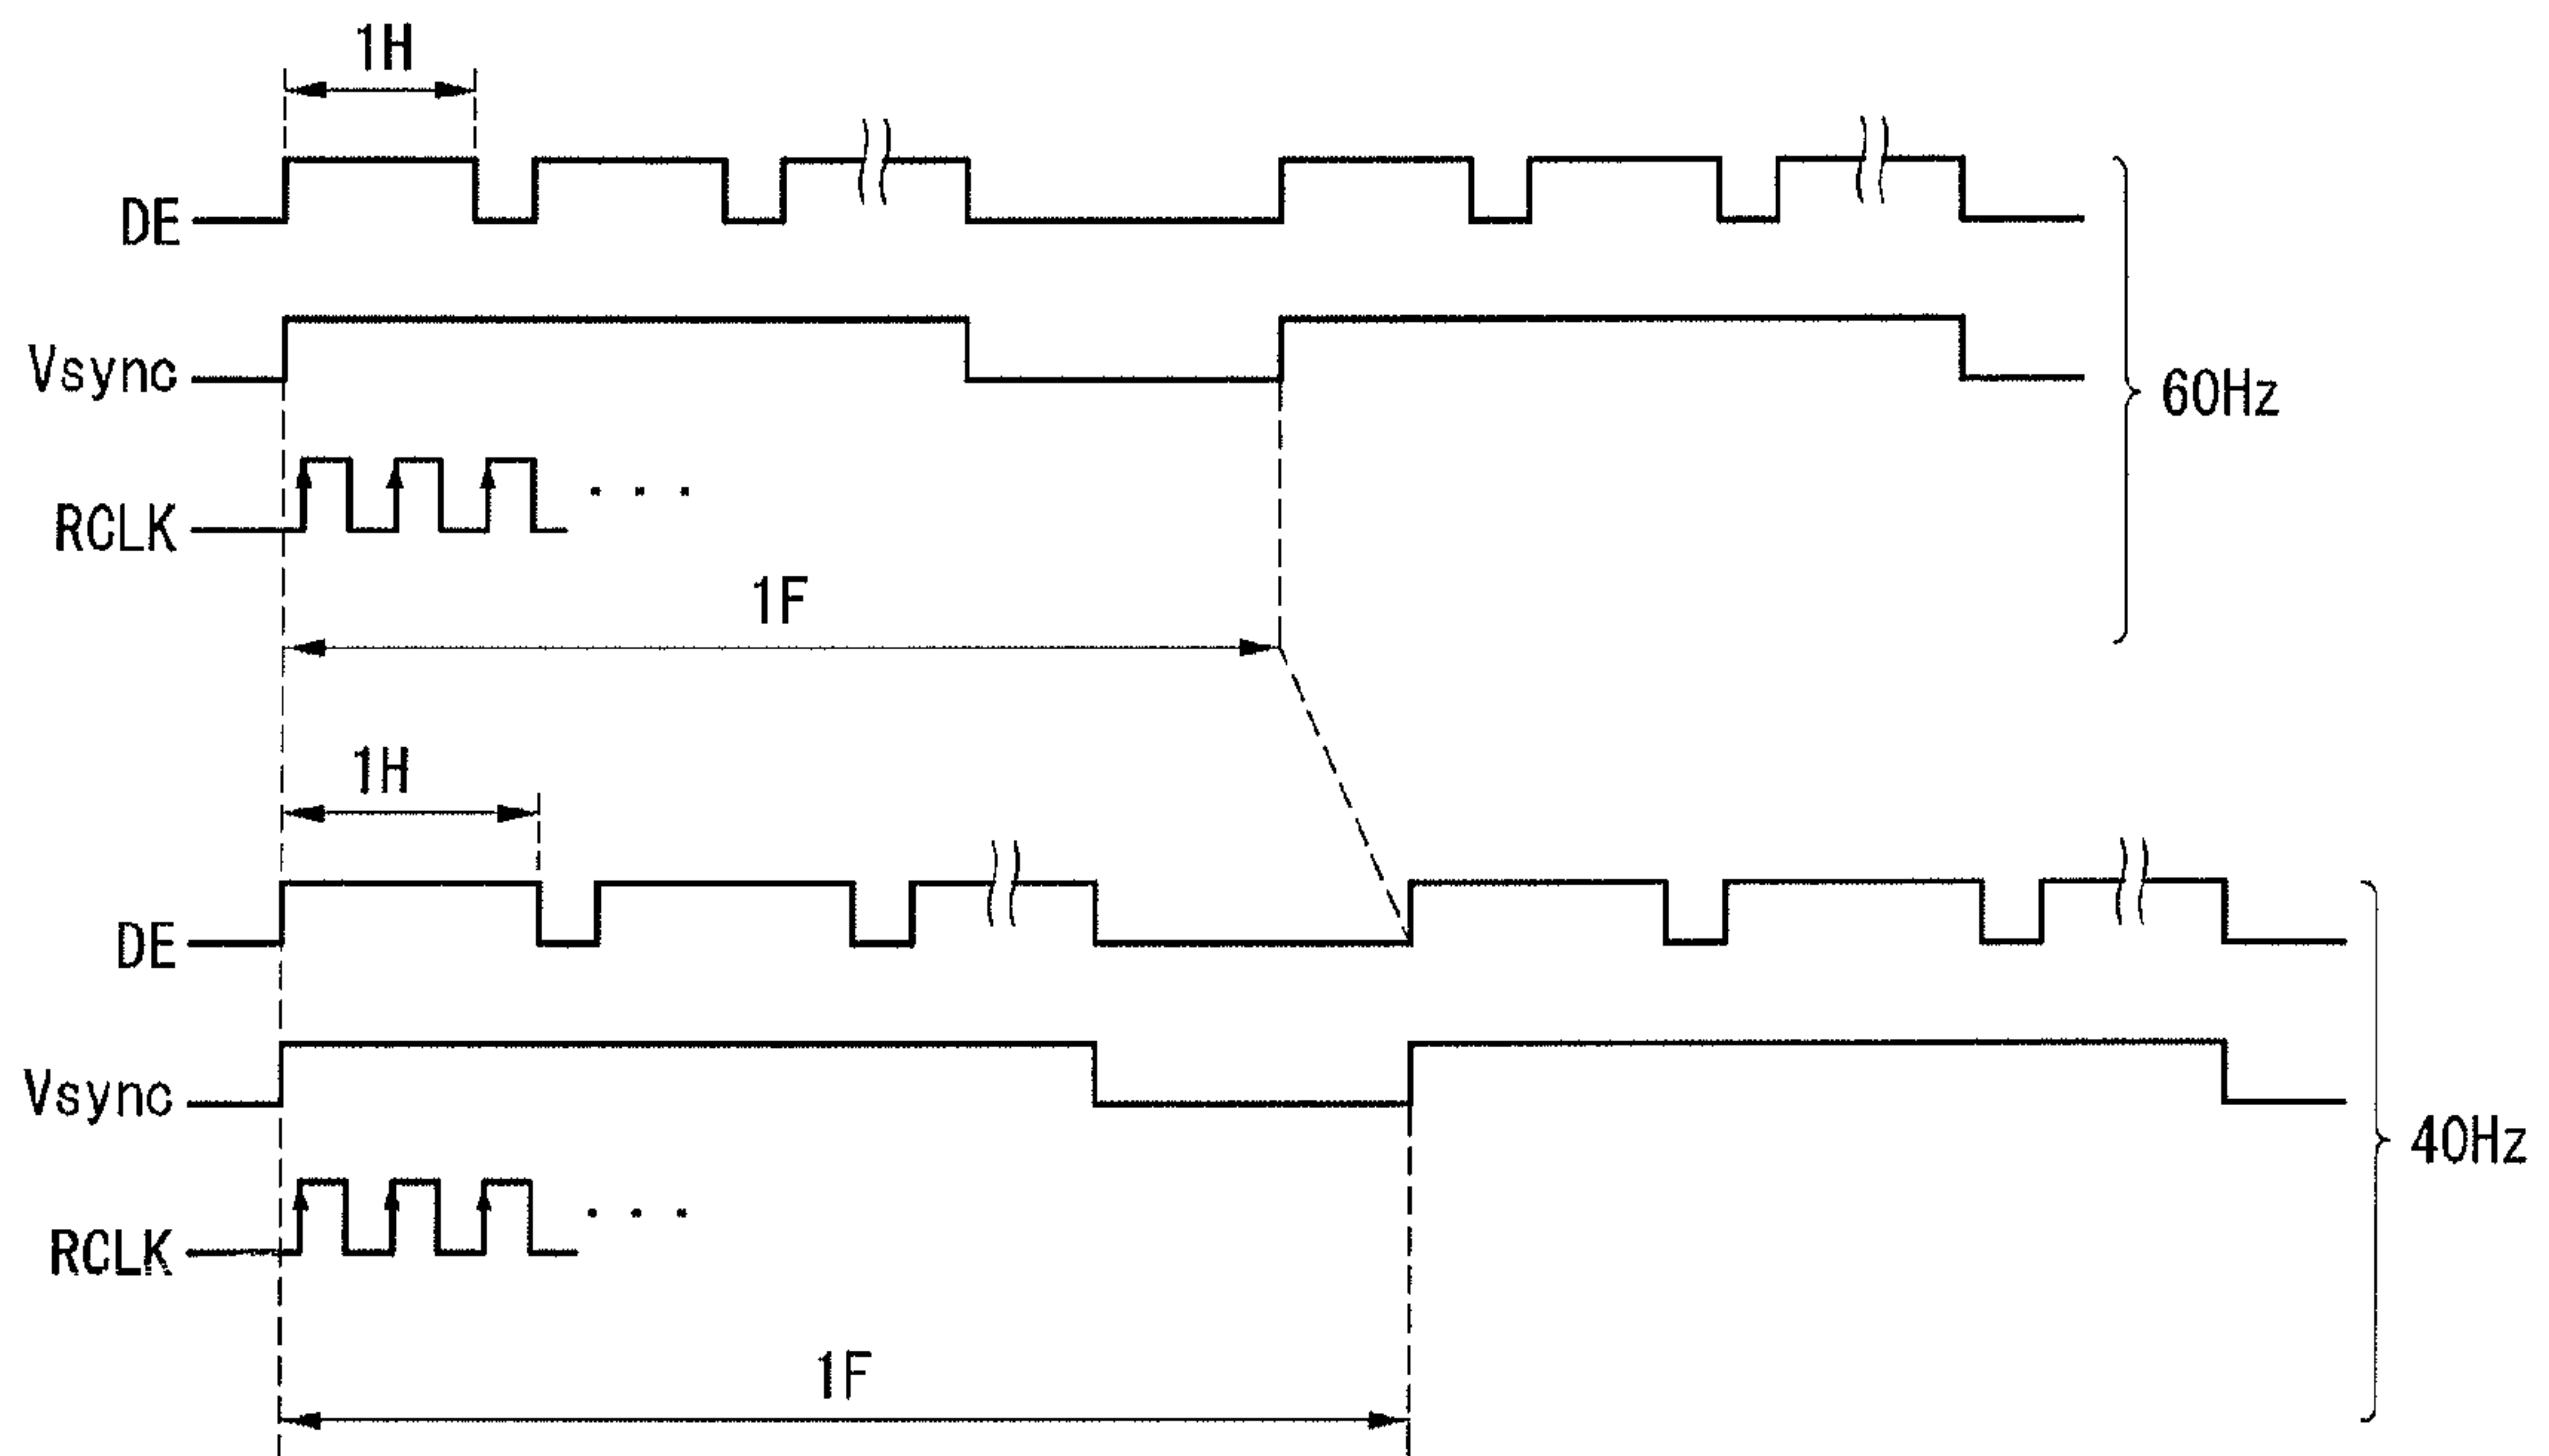 1H
DE
Vsync
60Hz
RCLK
. . .
1F
1H
DE
Vsync
40Hz
RCLK
. . .
1F